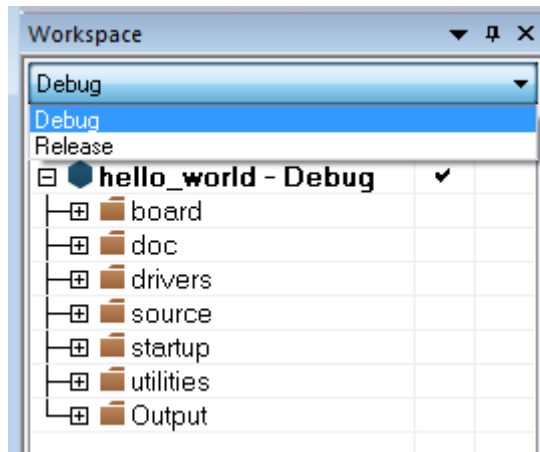 Workspace
Debug
Debug
Release
hello_world - Debug
board
doc
drivers
source
startup
utilities
Output